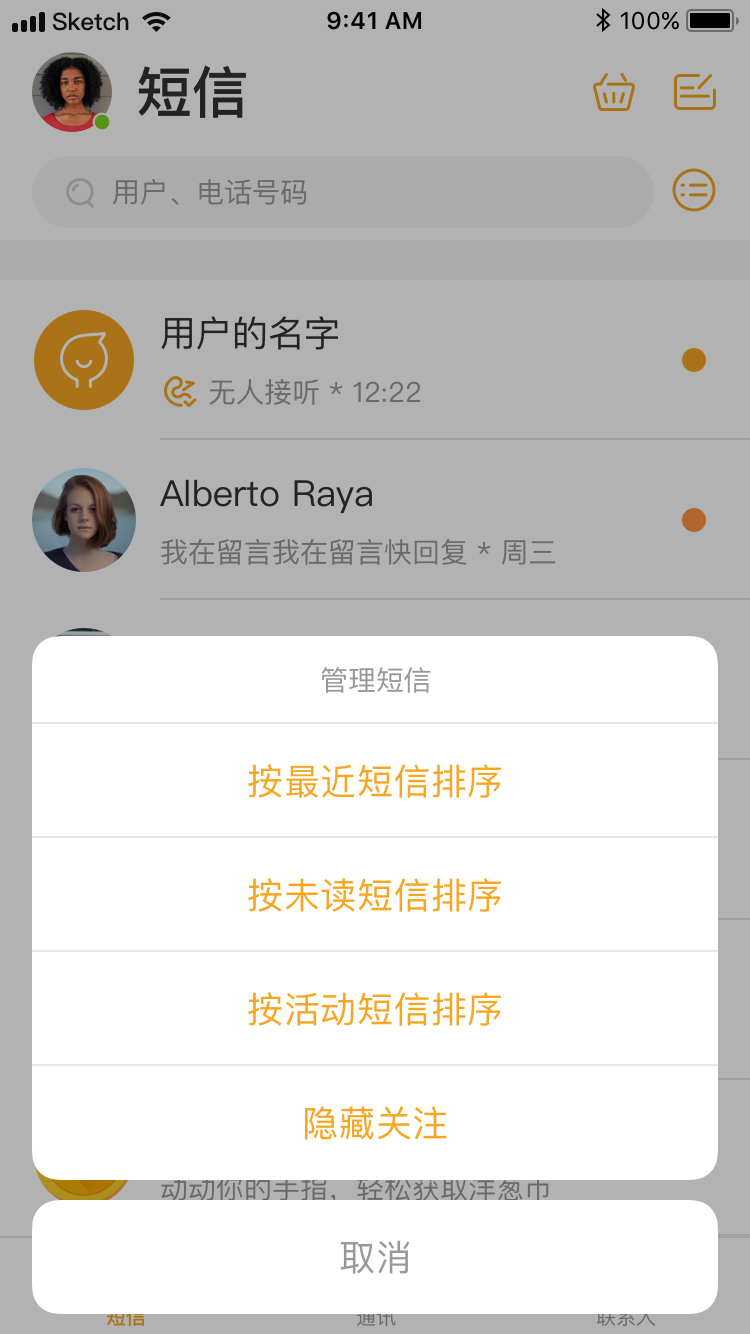 Sketch 9:41 AM 100%
短信
用户、电话号码
用户的名字
无人接听 * 12:22
Alberto Raya
我在留言我在留言快回复 * 周三
管理短信
按最近短信排序
按未读短信排序
按活动短信排序
隐藏关注
动动你的手指，轻松获取洋葱币
取消
短信 通讯 联系人